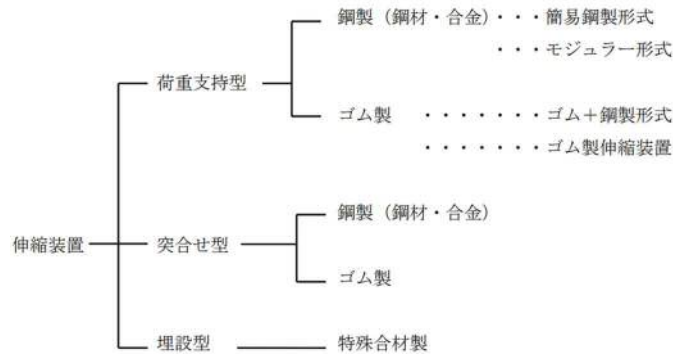 鋼製（鋼材・合金）・・・簡易鋼製形式
・・・モジュラー形式
荷重支持型
ゴム製 ・・・・・・・ゴム＋鋼製形式
・・・・・・・ゴム製伸縮装置
鋼製（鋼材・合金）
伸縮装置 突合せ型
ゴム製
埋設型 特殊合材製